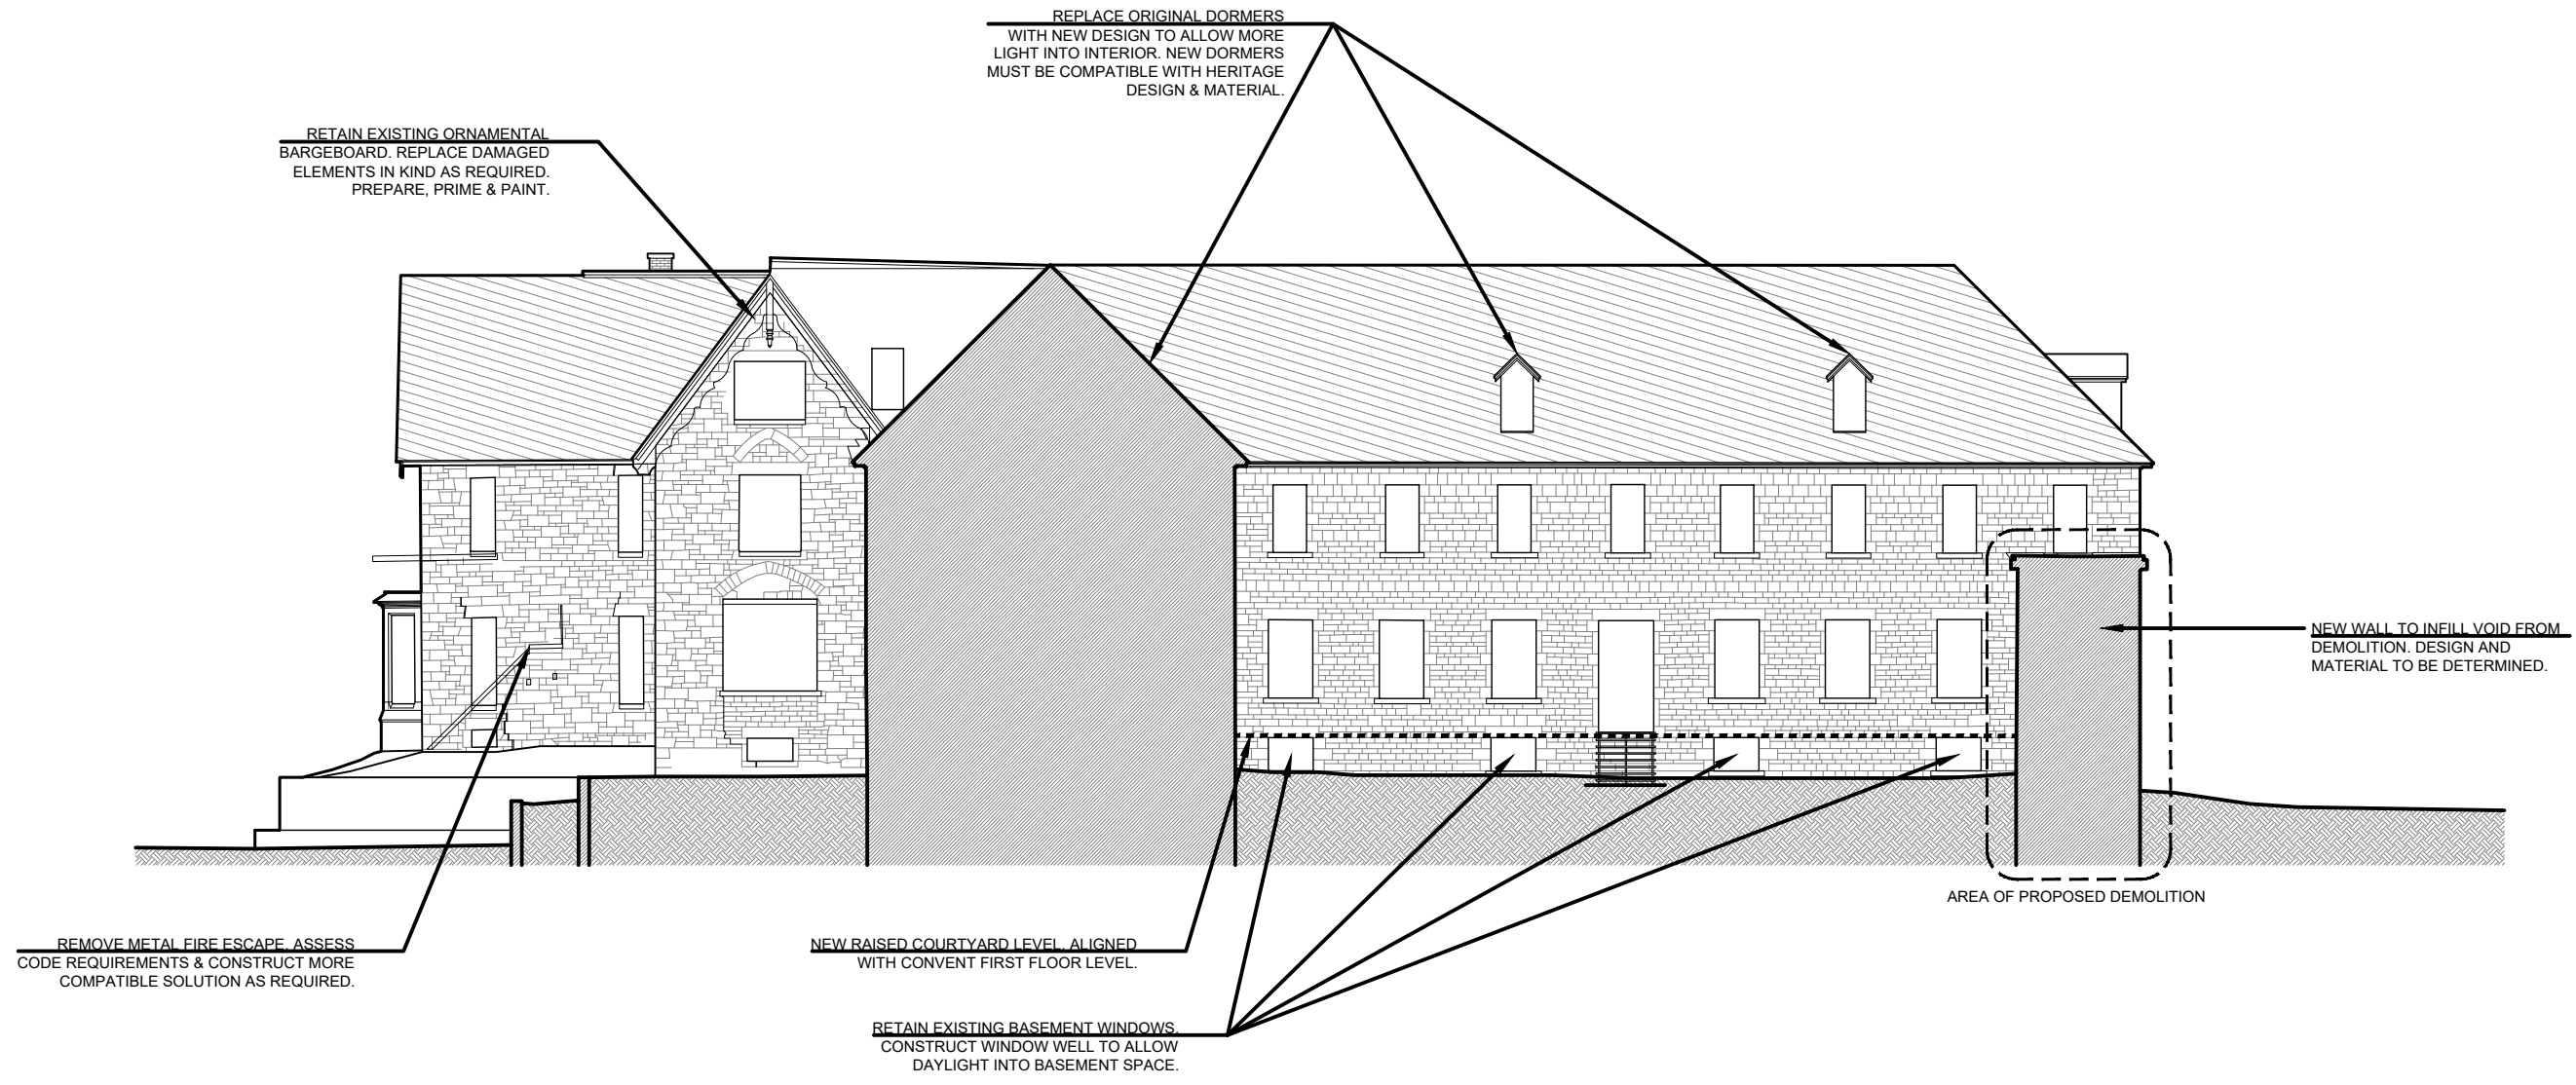 REPLACE ORIGINAL DORMERS
WITH NEW DESIGN TO ALLOW MORE
LIGHT INTO INTERIOR. NEW DORMERS
MUST BE COMPATIBLE WITH HERITAGE
DESIGN & MATERIAL.
RETAIN EXISTING ORNAMENTAL
BARGEBOARD. REPLACE DAMAGED
ELEMENTS IN KIND AS REQUIRED.
PREPARE, PRIME & PAINT.
NEW WALL TO INFILL VOID FROM
DEMOLITION. DESIGN AND
MATERIAL TO BE DETERMINED.
AREA OF PROPOSED DEMOLITION
REMOVE METAL FIRE ESCAPE. ASSESS
CODE REQUIREMENTS & CONSTRUCT MORE
COMPATIBLE SOLUTION AS REQUIRED.
NEW RAISED COURTYARD LEVEL, ALIGNED
WITH CONVENT FIRST FLOOR LEVEL.
RETAIN EXISTING BASEMENT WINDOWS.
CONSTRUCT WINDOW WELL TO ALLOW
DAYLIGHT INTO BASEMENT SPACE.